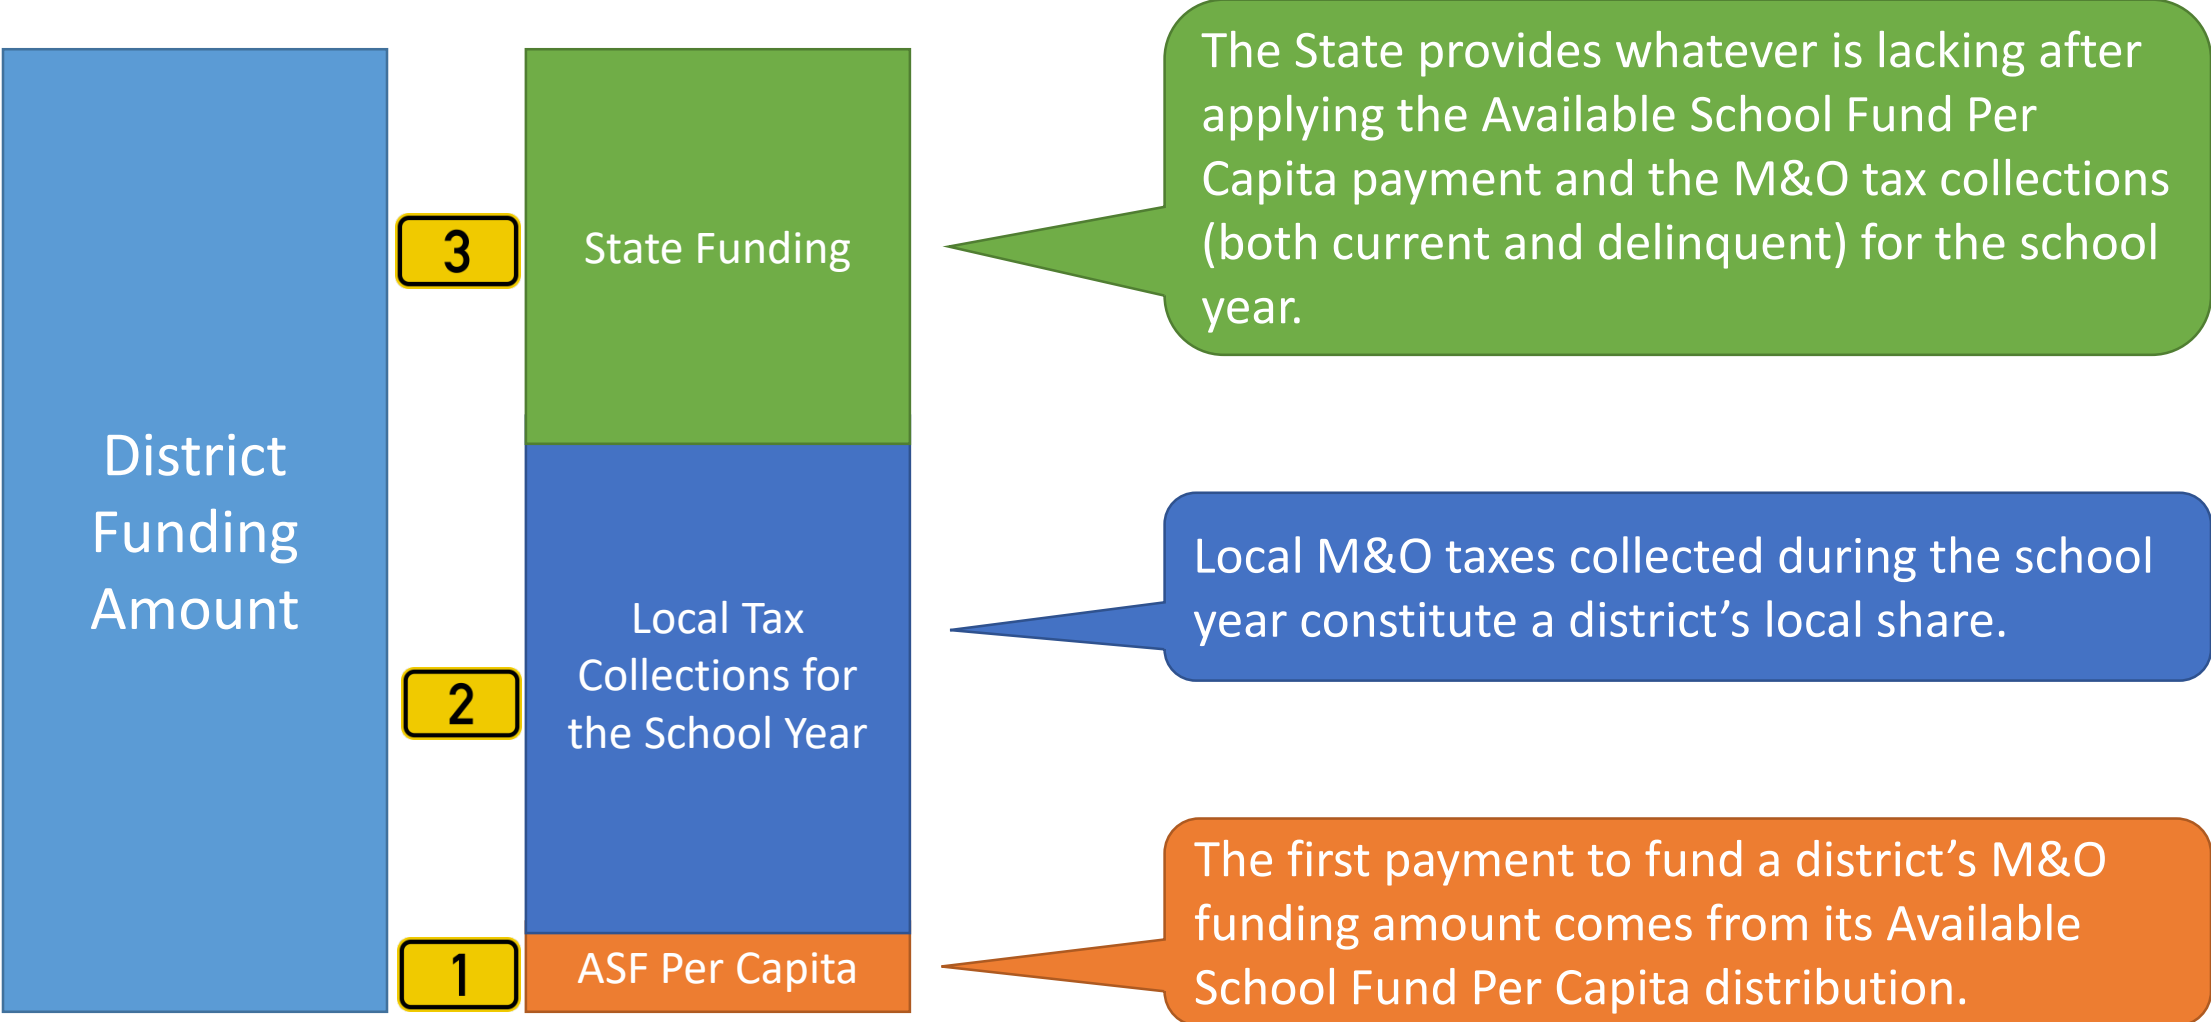 District
Funding
Amount
3
State Funding
The State provides whatever is lacking after
applying the Available School Fund Per
Capita payment and the M&O tax collections
(both current and delinquent) for the school
year.
2
Local Tax
Collections for
the School Year
Local M&O taxes collected during the school
year constitute a district’s local share.
1
ASF Per Capita
The first payment to fund a district’s M&O
funding amount comes from its Available
School Fund Per Capita distribution.